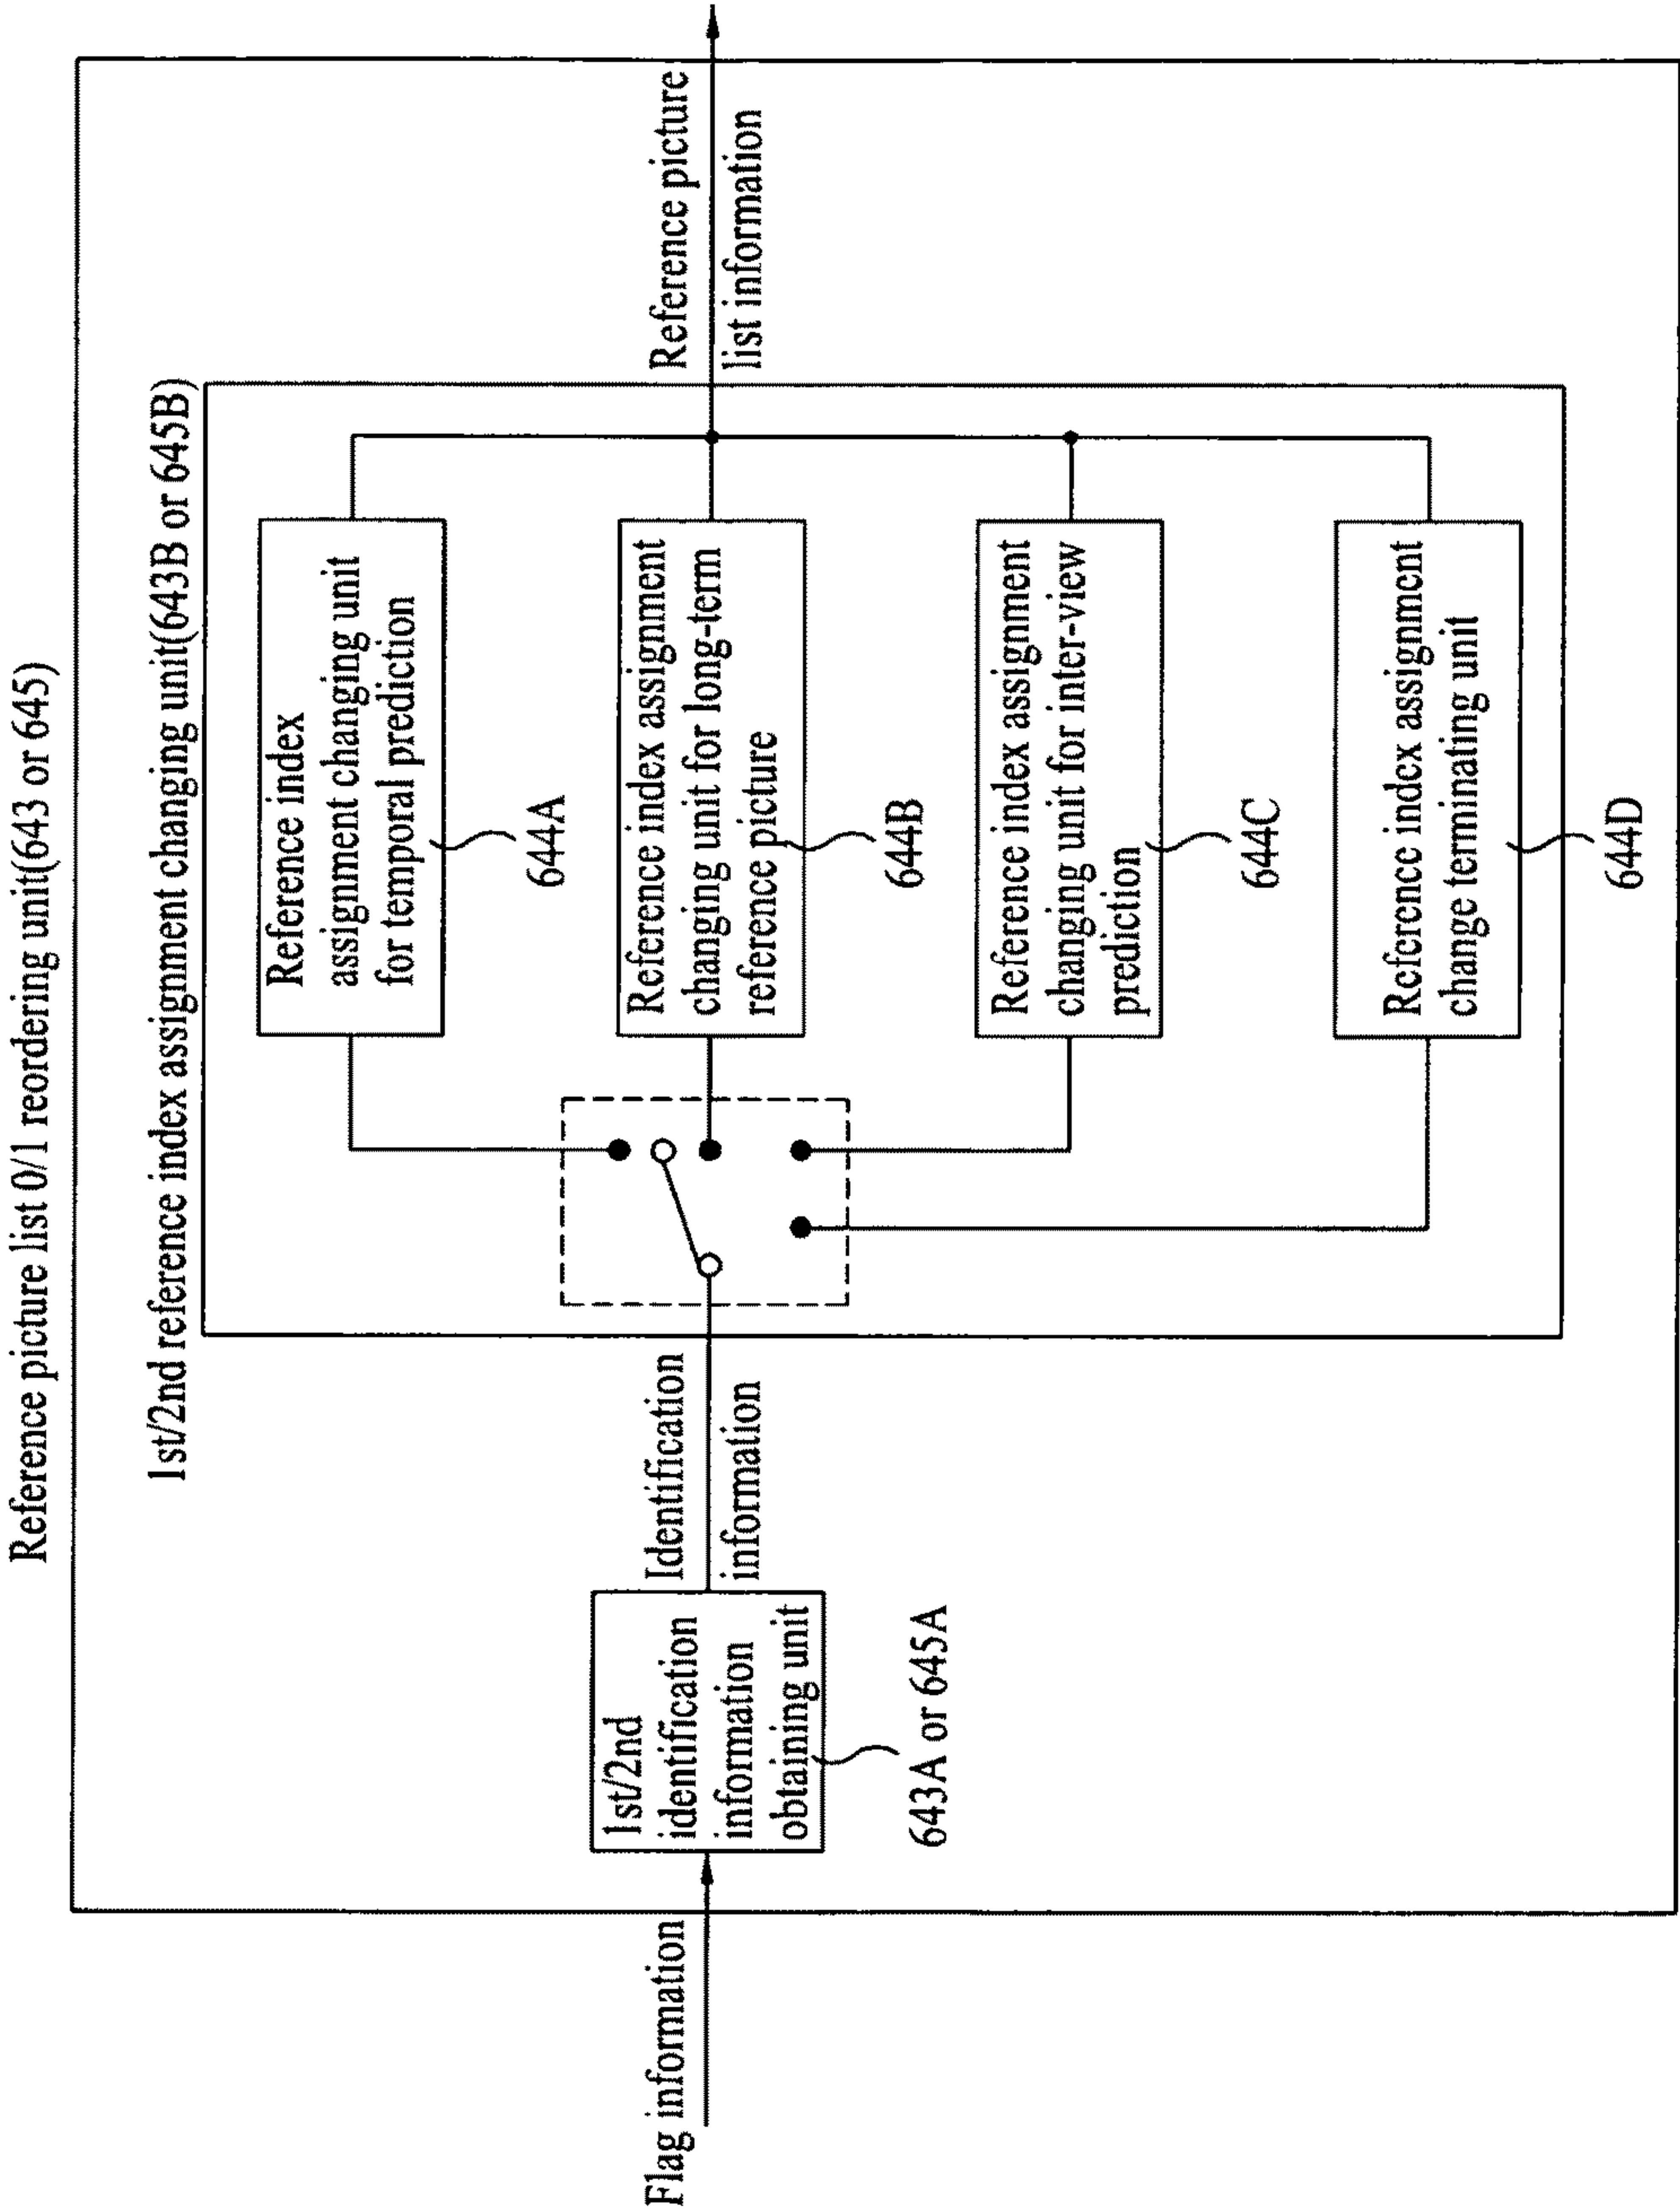 Reference picture list 0/1 reordering unit(643 or 645)
1st/2nd reference index assignment changing unit(643B or 645B)
Flag information
1st/2nd
identification
information
obtaining unit
643A or 645A
Identification
information
Reference index
assignment changing unit
for temporal prediction
644A
Reference index assignment
changing unit for long-term
reference picture
644B
Reference index assignment
changing unit for inter-view
prediction
644C
Reference index assignment
change terminating unit
644D
Reference picture
list information